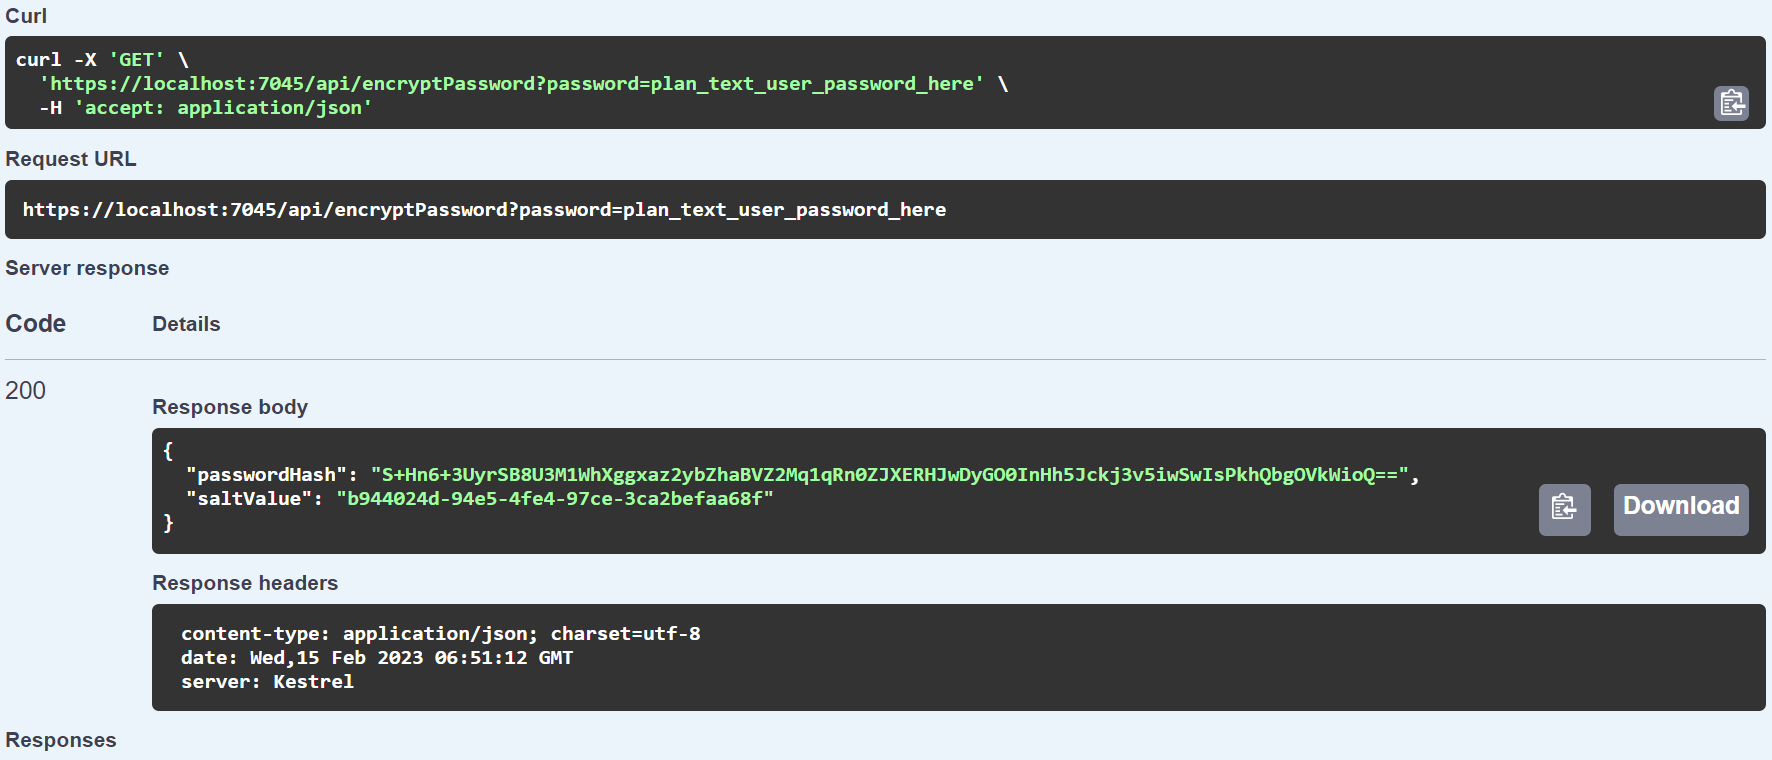 Curl
curl -X 'GET' \
  'https://localhost:7045/api/encryptPassword?password=plan_text_user_password_here' \
  -H 'accept: application/json'
Request URL
https://localhost:7045/api/encryptPassword?password=plan_text_user_password_here
Server response
Code Details
200
Response body
{
  "passwordHash": "S+Hn6+3UyrSB8U3M1WhXggxaz2ybZhaBVZ2Mq1qRn0ZJXERHJwDyGO0InHh5Jckj3v5iwSwIsPkhQbgOVkWioQ==",
  "saltValue": "b944024d-94e5-4fe4-97ce-3ca2befaa68f"
}
Download
Response headers
content-type: application/json; charset=utf-8
date: Wed,15 Feb 2023 06:51:12 GMT
server: Kestrel
Responses